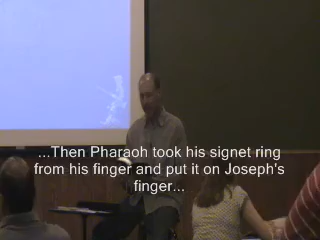 ...Then Pharaoh took his signet ring
from his finger and put it on Joseph's
finger...